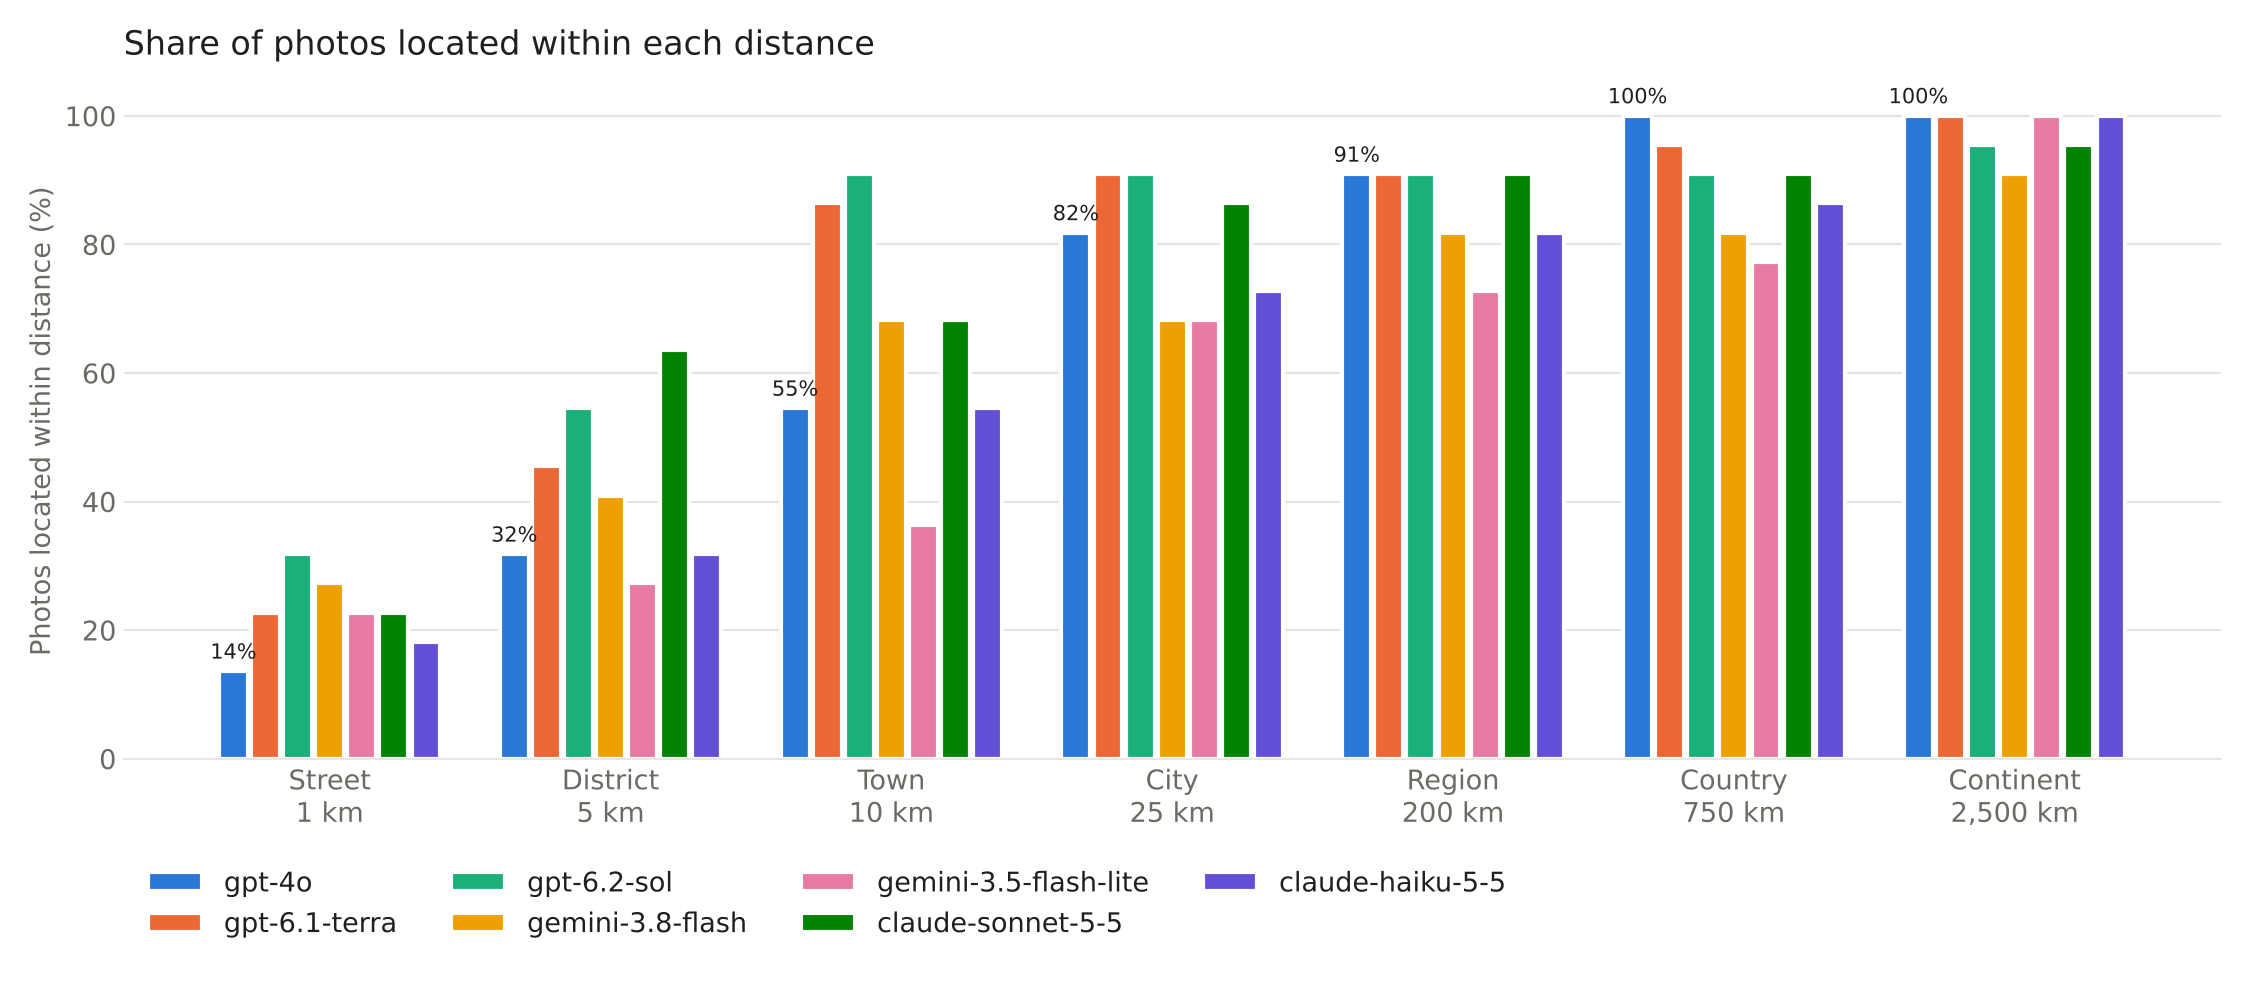 Share of photos located within each distance
Photos located within distance (%)
100
80
60
40
20
0
14%
32%
55%
82%
91%
100%
100%
Street
1 km
District
5 km
Town
10 km
City
25 km
Region
200 km
Country
750 km
Continent
2,500 km
gpt-4o
gpt-6.1-terra
gpt-6.2-sol
gemini-3.8-flash
gemini-3.5-flash-lite
claude-sonnet-5-5
claude-haiku-5-5